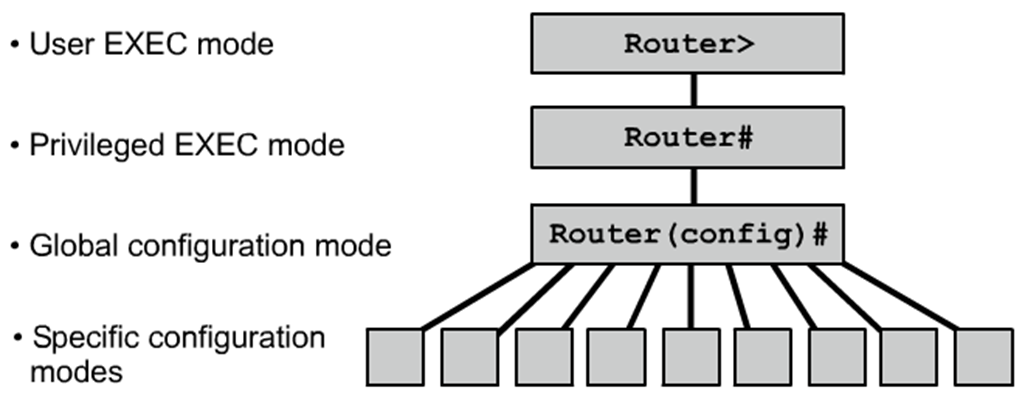 • User EXEC mode
Router>
• Privileged EXEC mode
Router#
• Global configuration mode
Router(config)#
• Specific configuration
modes